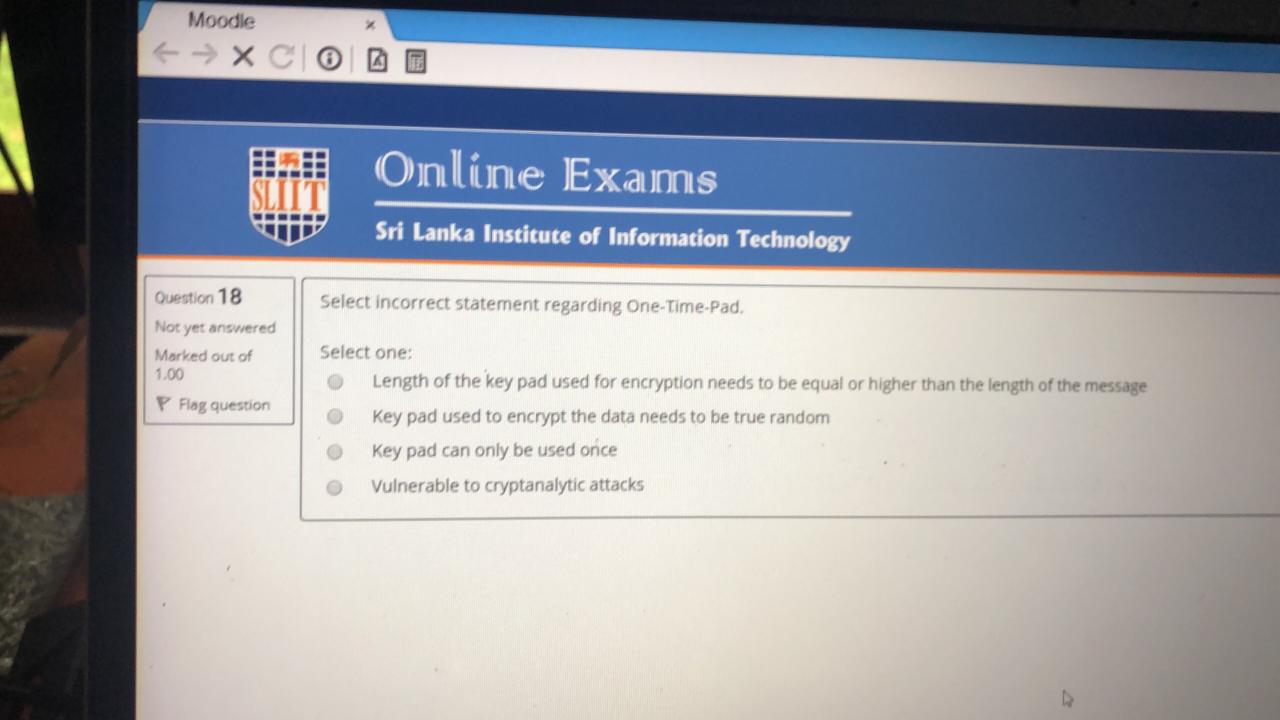 Moodle
Online Exams
SLIIT
Sri Lanka Institute of Information Technology
Question 18
Not yet answered
Marked out of
1.00
Flag question
Select incorrect statement regarding One-Time-Pad.
Select one:
Length of the key pad used for encryption needs to be equal or higher than the length of the message
Key pad used to encrypt the data needs to be true random
Key pad can only be used once
Vulnerable to cryptanalytic attacks